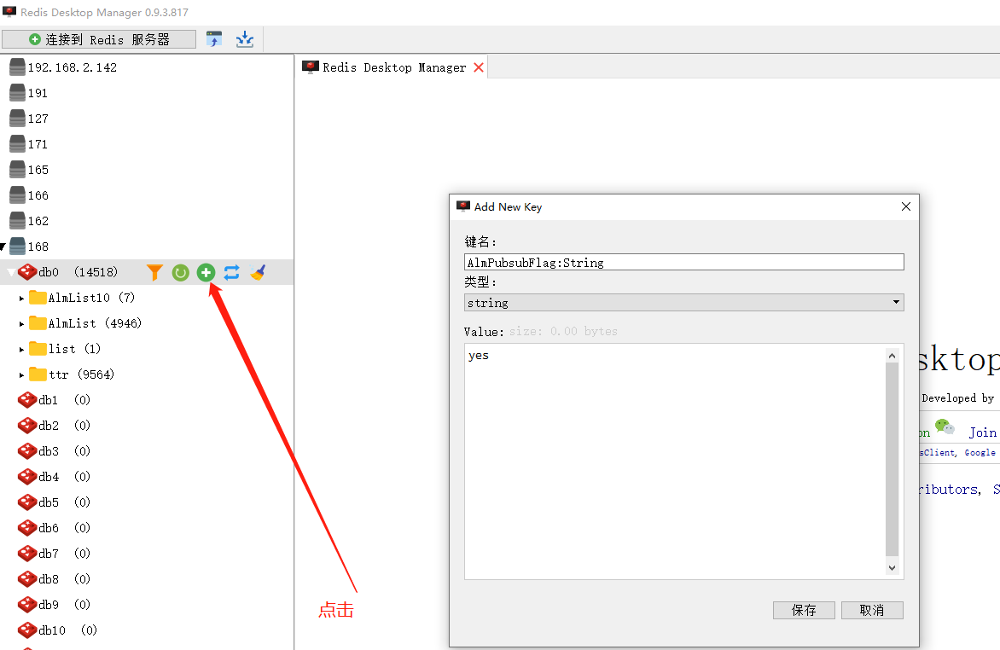 Redis Desktop Manager 0.9.3.817
连接到 Redis 服务器
192.168.2.142
191
127
171
165
166
162
168
db0 (14518)
AlmList10 (7)
AlmList (4946)
list (1)
ttr (9564)
db1 (0)
db2 (0)
db3 (0)
db4 (0)
db5 (0)
db6 (0)
db7 (0)
db8 (0)
db9 (0)
db10 (0)
点击
Redis Desktop Manager
Add New Key
键名:
AlmPubsubFlag:String
类型:
string
Value: size: 0.00 bytes
yes
保存
取消
sktop
Developed by
on Join
sClient, Google
ributors, S